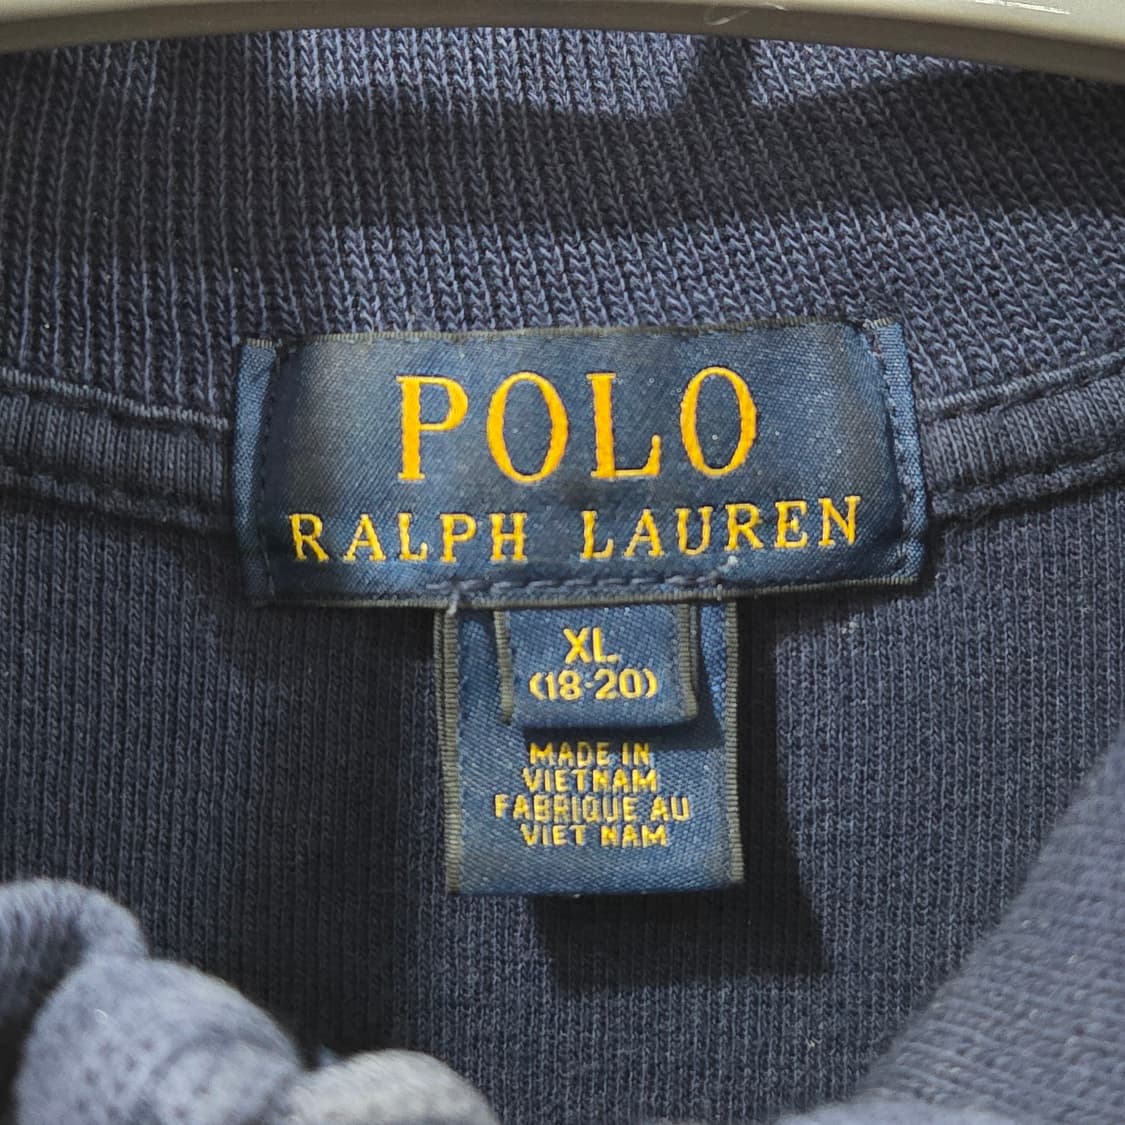 POLO
RALPH LAUREN
XL
(18-20)
MADE IN
VIETNAM
FABRIQUE AU
VIET NAM